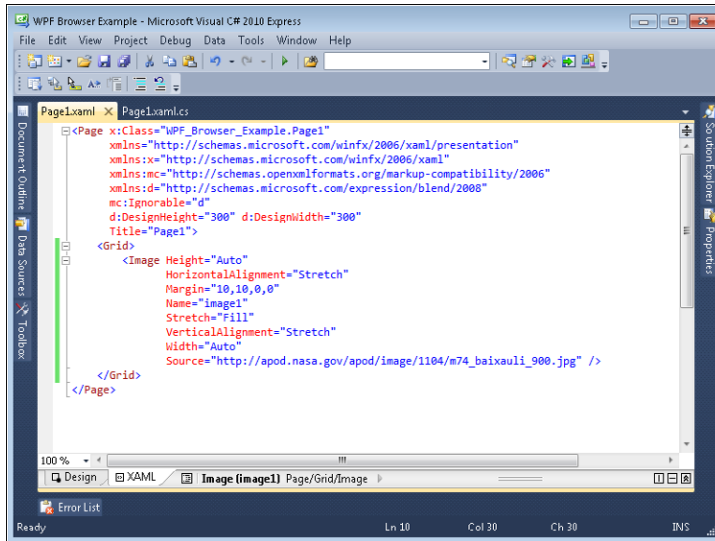 WPF Browser Example - Microsoft Visual C# 2010 Express
File Edit View Project Debug Data Tools Window Help
Page1.xaml Page1.xaml.cs
Document Outline
Data Sources
Toolbox
<Page x:Class="WPF_Browser_Example.Page1"
xmlns="http://schemas.microsoft.com/winfx/2006/xaml/presentation"
xmlns:x="http://schemas.microsoft.com/winfx/2006/xaml"
xmlns:mc="http://schemas.openxmlformats.org/markup-compatibility/2006"
xmlns:d="http://schemas.microsoft.com/expression/blend/2008"
mc:Ignorable="d"
d:DesignHeight="300" d:DesignWidth="300"
Title="Page1">
<Grid>
<Image Height="Auto"
HorizontalAlignment="Stretch"
Margin="10,10,0,0"
Name="image1"
Stretch="Fill"
VerticalAlignment="Stretch"
Width="Auto"
Source="http://apod.nasa.gov/apod/image/1104/m74_baixauli_900.jpg" />
</Grid>
</Page>
Solution Explorer
Properties
100 %
Design XAML Image (image1) Page/Grid/Image
Error List
Ready Ln 10 Col 30 Ch 30 INS